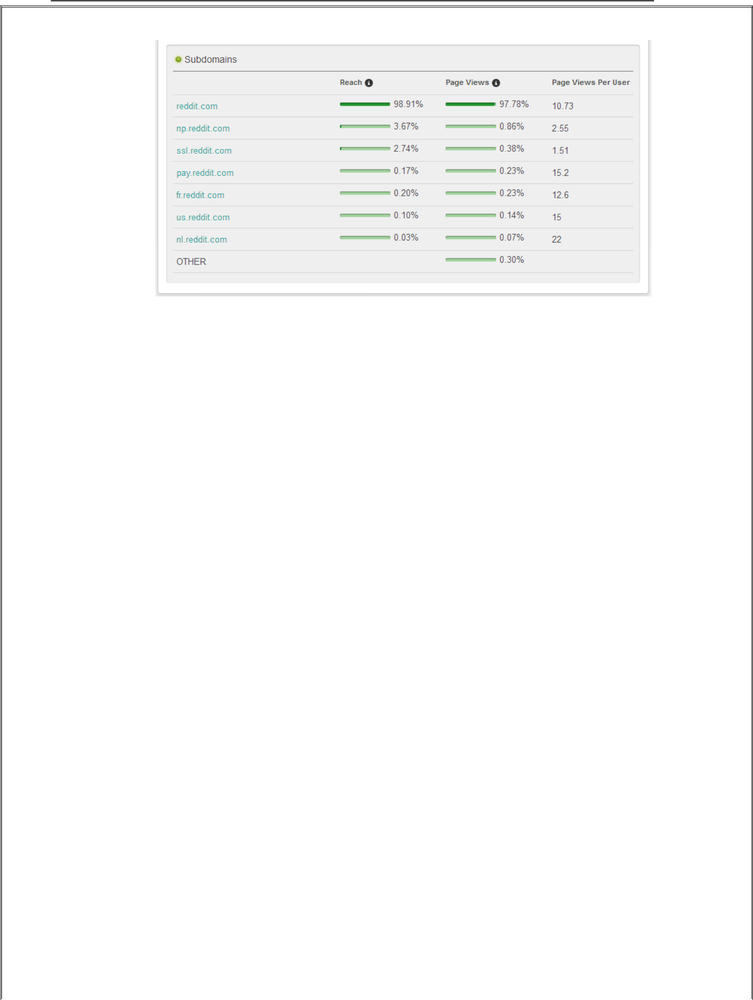 Subdomains
Reach Page Views Page Views Per User
reddit.com 98.91% 97.78% 10.73
np.reddit.com 3.67% 0.86% 2.55
ssl.reddit.com 2.74% 0.38% 1.51
pay.reddit.com 0.17% 0.23% 15.2
fr.reddit.com 0.20% 0.23% 12.6
us.reddit.com 0.10% 0.14% 15
nl.reddit.com 0.03% 0.07% 22
OTHER 0.30%